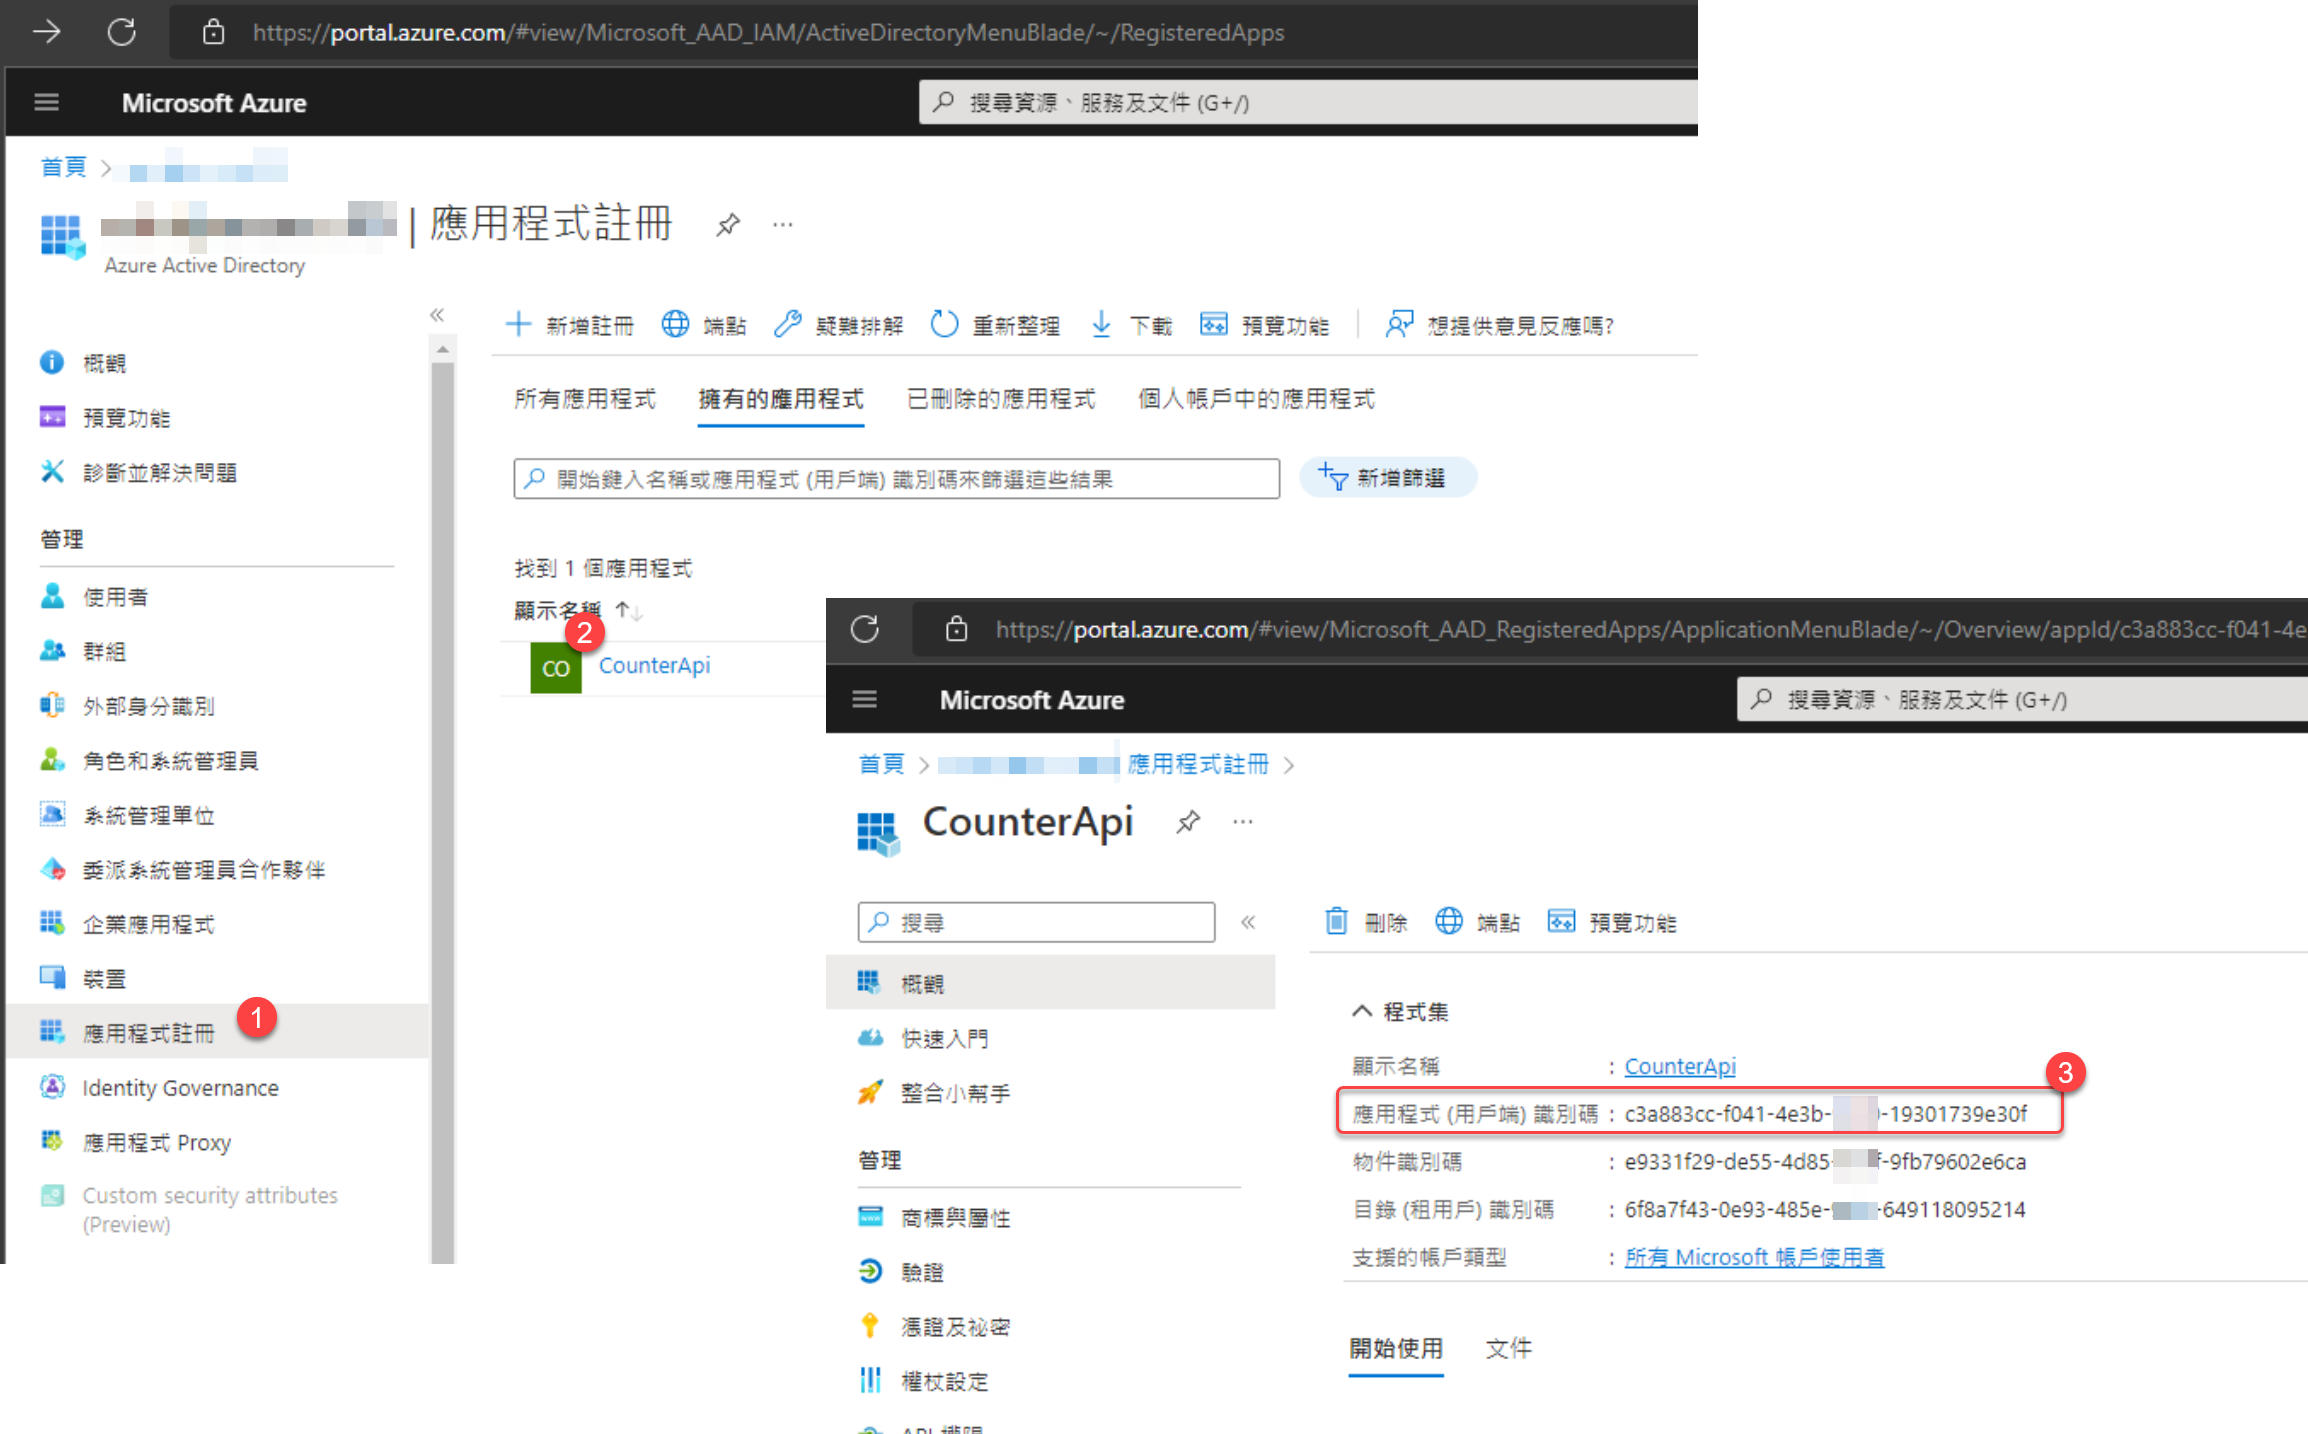 https://portal.azure.com/#view/Microsoft_AAD_IAM/ActiveDirectoryMenuBlade/~/RegisteredApps
Microsoft Azure
搜尋資源、服務及文件 (G+/)
首頁 >
| 應用程式註冊
...
Azure Active Directory
«
概觀
預覽功能
診斷並解決問題
管理
使用者
群組
外部身分識別
角色和系統管理員
系統管理單位
委派系統管理員合作夥伴
企業應用程式
裝置
應用程式註冊
1
Identity Governance
應用程式 Proxy
Custom security attributes
(Preview)
新增註冊 端點 疑難排解 重新整理 下載 預覽功能 | 想提供意見反應嗎?
所有應用程式 擁有的應用程式 已刪除的應用程式 個人帳戶中的應用程式
開始鍵入名稱或應用程式 (用戶端) 識別碼來篩選這些結果
新增篩選
找到 1 個應用程式
顯示名稱 ↑↓
2
CO CounterApi
https://portal.azure.com/#view/Microsoft_AAD_RegisteredApps/ApplicationMenuBlade/~/Overview/appId/c3a883cc-f041-4e
Microsoft Azure
搜尋資源、服務及文件 (G+/)
首頁 > 應用程式註冊 >
CounterApi
...
搜尋
«
概觀
快速入門
整合小幫手
管理
商標與屬性
驗證
憑證及祕密
權杖設定
API 權限
刪除 端點 預覽功能
程式集
顯示名稱 : CounterApi
3
應用程式 (用戶端) 識別碼 : c3a883cc-f041-4e3b- -19301739e30f
物件識別碼 : e9331f29-de55-4d85- f-9fb79602e6ca
目錄 (租用戶) 識別碼 : 6f8a7f43-0e93-485e- -649118095214
支援的帳戶類型 : 所有 Microsoft 帳戶使用者
開始使用 文件